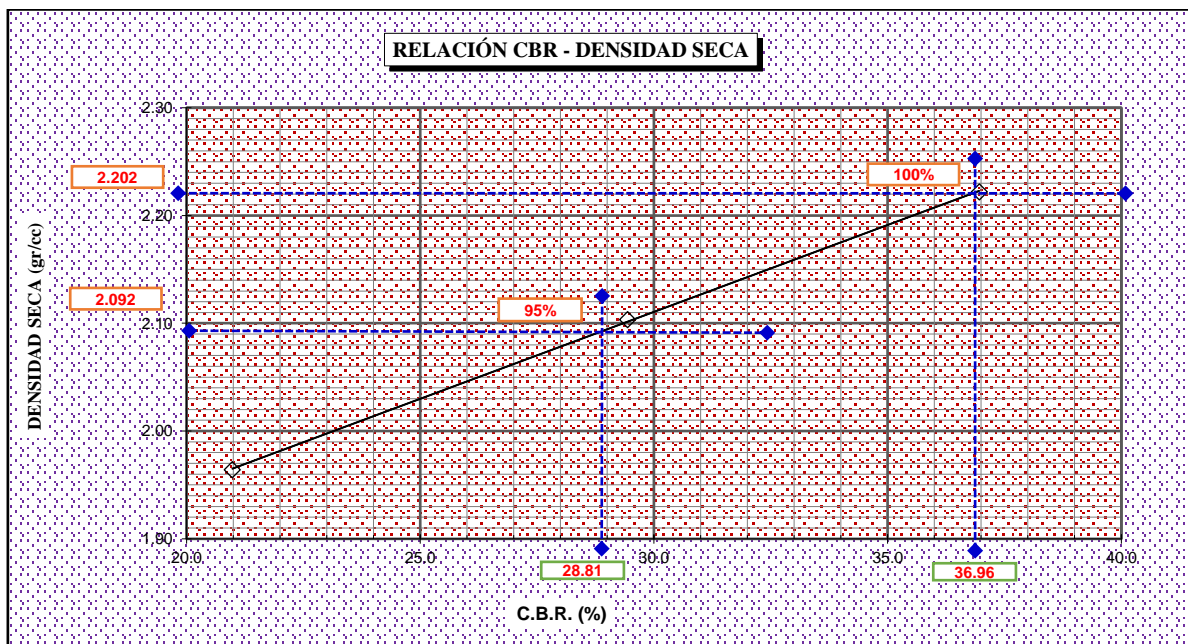 RELACIÓN CBR - DENSIDAD SECA
DENSIDAD SECA (gr/cc)
2.30
2.202
100%
2.20
2.092
95%
2.10
2.00
1.90
20.0 25.0 30.0 35.0 40.0
28.81 36.96
C.B.R. (%)